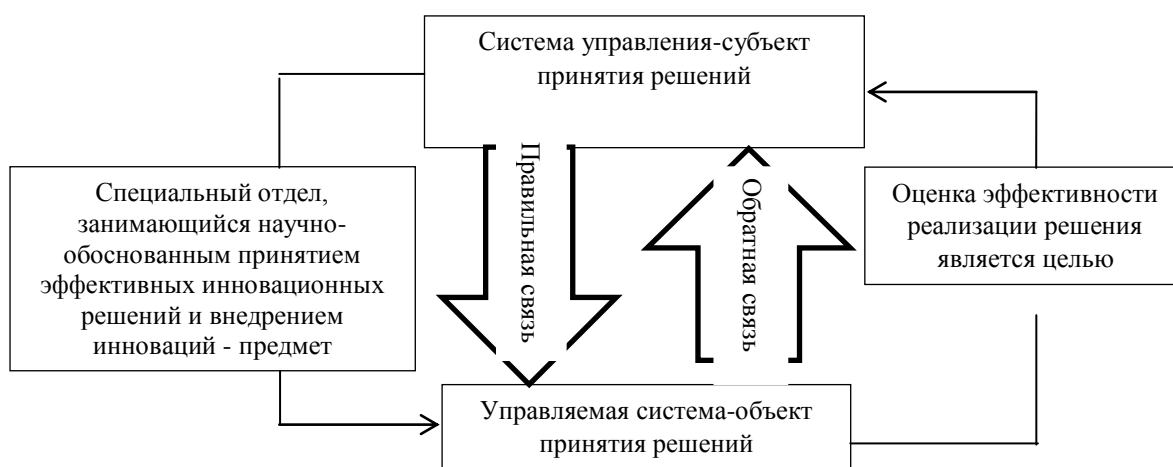 Система управления-субъект
принятия решений
Специальный отдел,
занимающийся научно-
обоснованным принятием
эффективных инновационных
решений и внедрением
инноваций - предмет
Правильная связь
Обратная связь
Оценка эффективности
реализации решения
является целью
Управляемая система-объект
принятия решений